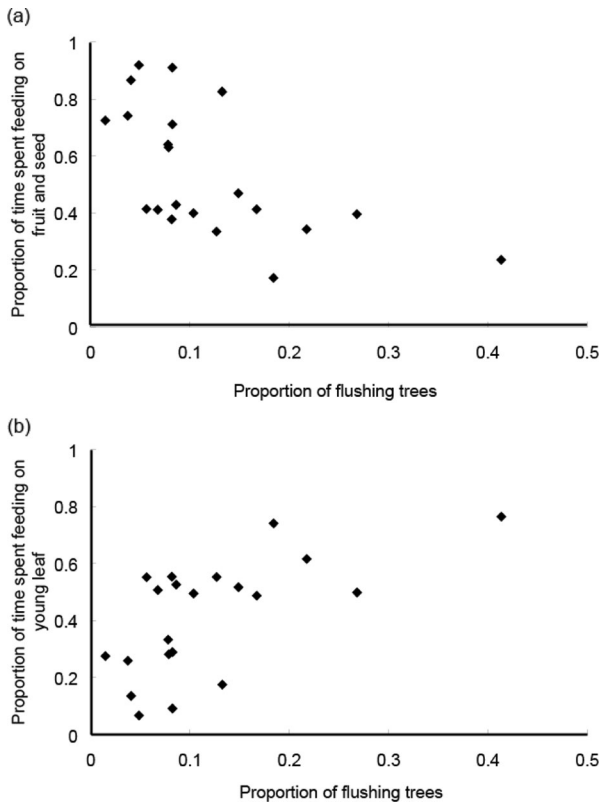 (a)
Proportion of time spent feeding on
fruit and seed
1
0.8
0.6
0.4
0.2
0
0 0.1 0.2 0.3 0.4 0.5
Proportion of flushing trees
(b)
Proportion of time spent feeding on
young leaf
1
0.8
0.6
0.4
0.2
0
0 0.1 0.2 0.3 0.4 0.5
Proportion of flushing trees